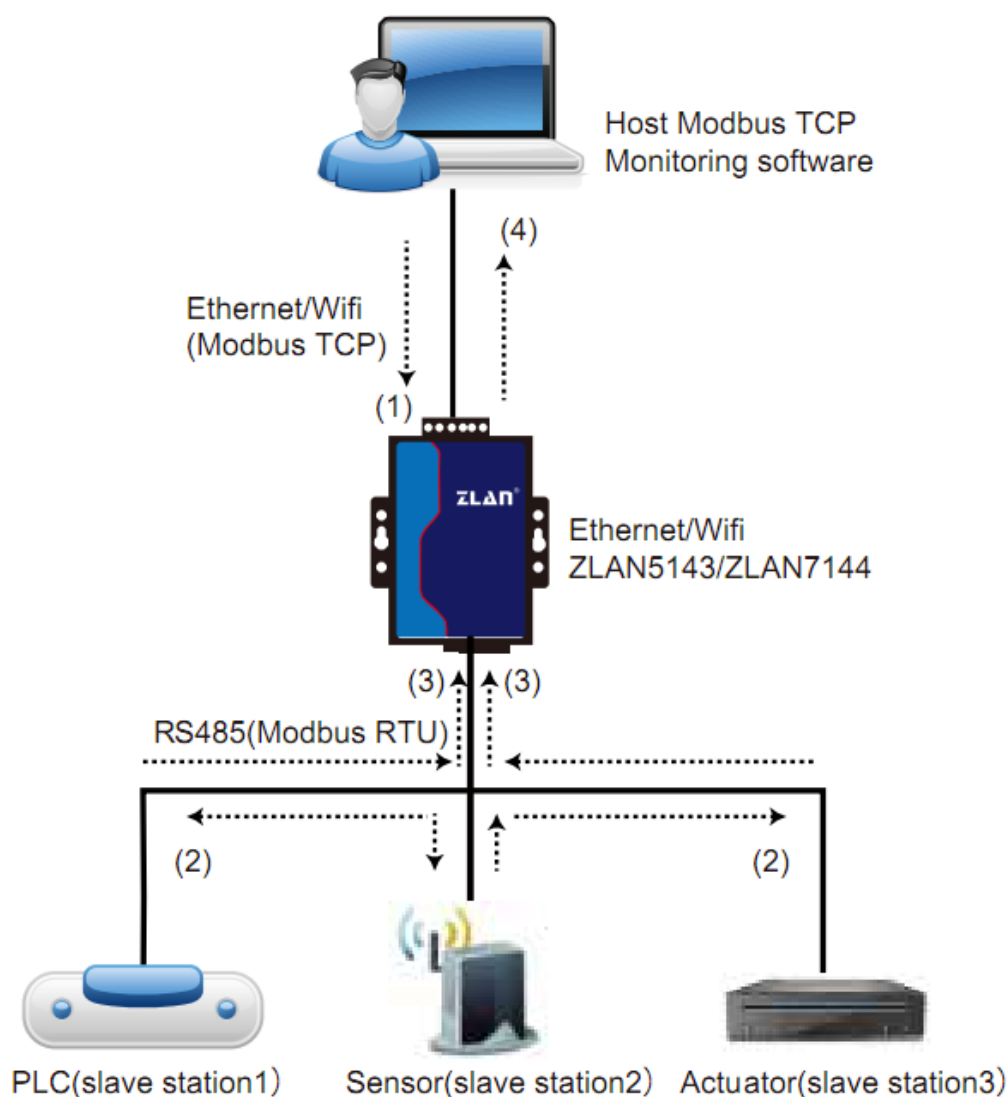 Host Modbus TCP
Monitoring software
(4)
Ethernet/Wifi
(Modbus TCP)
(1)
ZLAN®
Ethernet/Wifi
ZLAN5143/ZLAN7144
(3) (3)
RS485(Modbus RTU)
(2) (2)
PLC(slave station1) Sensor(slave station2) Actuator(slave station3)